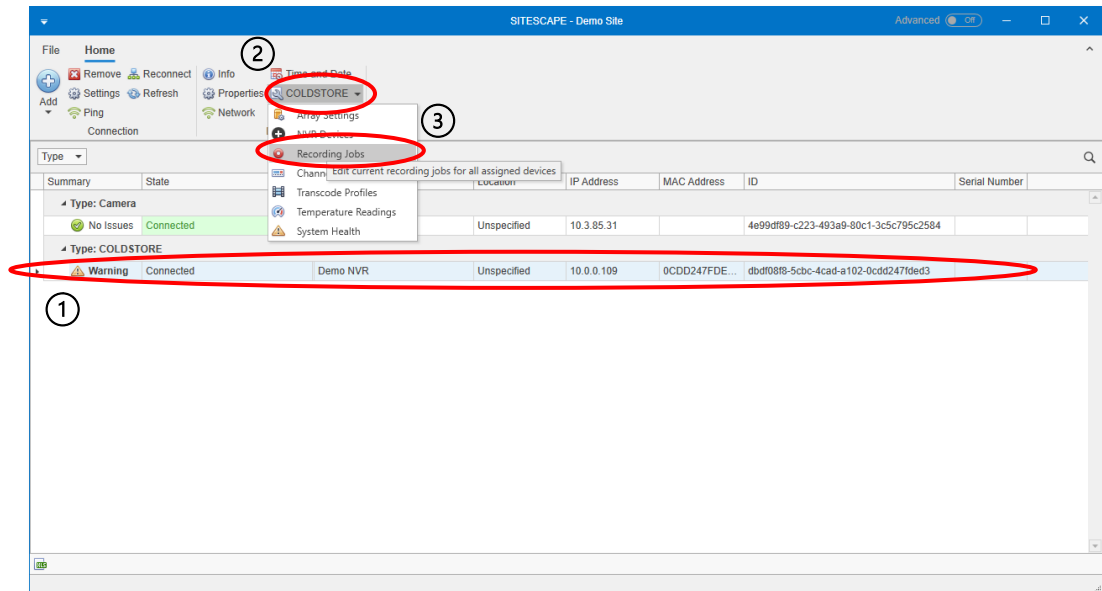 SITESCAPE - Demo Site
Advanced Off
File Home
2
Remove Reconnect Info Time and Date
Settings Refresh Properties COLDSTORE
Add
Ping Network Array Settings
3
Connection NVR Devices
Type Recording Jobs
Edit current recording jobs for all assigned devices
Summary State Location IP Address MAC Address ID Serial Number
Transcode Profiles
Type: Camera Temperature Readings
No Issues Connected System Health Unspecified 10.3.85.31 4e99df89-c223-493a9-80c1-3c5c795c2584
Type: COLDSTORE
Warning Connected Demo NVR Unspecified 10.0.0.109 0CDD247FDE... dbdf08f8-5cbc-4cad-a102-0cdd247fded3
1